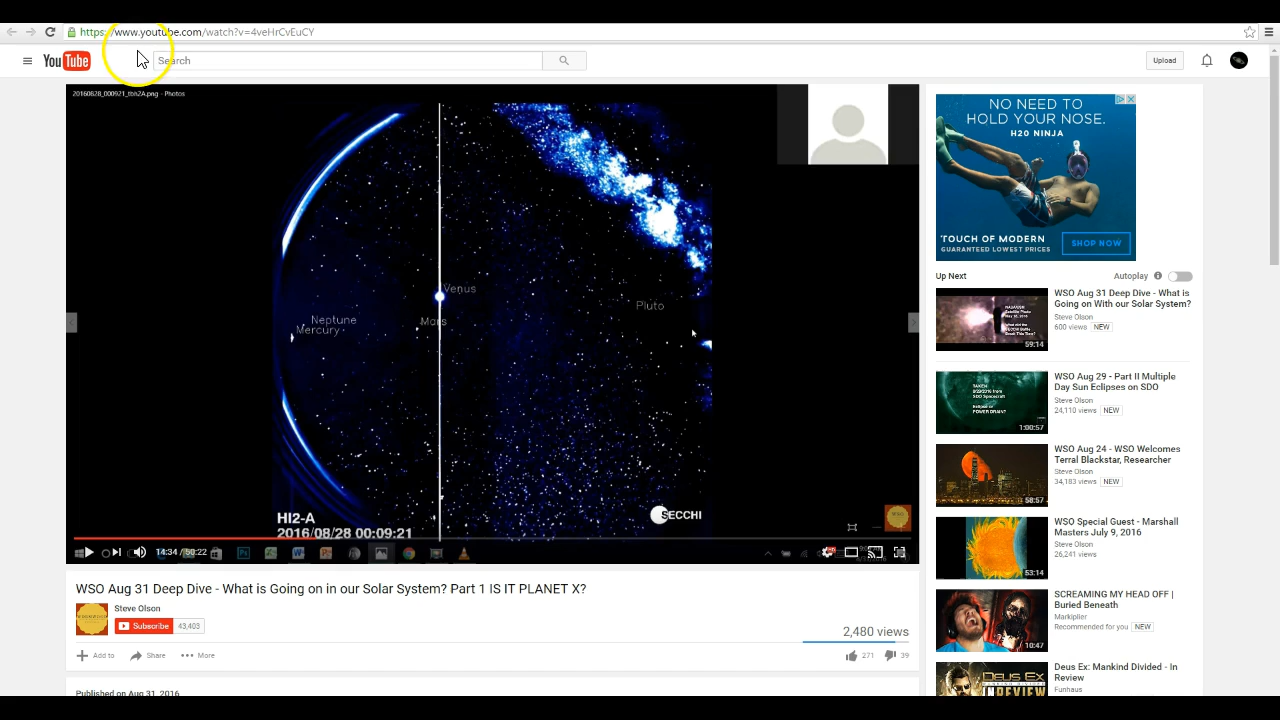 https://www.youtube.com/watch?v=4veHrCvEuCY
YouTube
Search
Upload
20160828_000921_tbh2A.png - Photos
Venus
Neptune
Mercury
Mars
Pluto
HI2-A
2016/08/28 00:09:21
SECCHI
14:34 / 50:22
WSO Aug 31 Deep Dive - What is Going on in our Solar System? Part 1 IS IT PLANET X?
Steve Olson
Subscribe 43,403
2,480 views
Add to Share More
271 39
Published on Aug 31, 2016
NO NEED TO
HOLD YOUR NOSE.
H20 NINJA
TOUCH OF MODERN
GUARANTEED LOWEST PRICES
SHOP NOW
Up Next
Autoplay
WSO Aug 31 Deep Dive - What is
Going on With our Solar System?
Steve Olson
600 views NEW
59:14
WSO Aug 29 - Part II Multiple
Day Sun Eclipses on SDO
Steve Olson
24,110 views NEW
1:00:57
WSO Aug 24 - WSO Welcomes
Terral Blackstar, Researcher
Steve Olson
34,183 views NEW
58:57
WSO Special Guest - Marshall
Masters July 9, 2016
Steve Olson
26,241 views
53:14
SCREAMING MY HEAD OFF |
Buried Beneath
Markiplier
Recommended for you NEW
10:47
Deus Ex: Mankind Divided - In
Review
Funhaus
DEUS EX